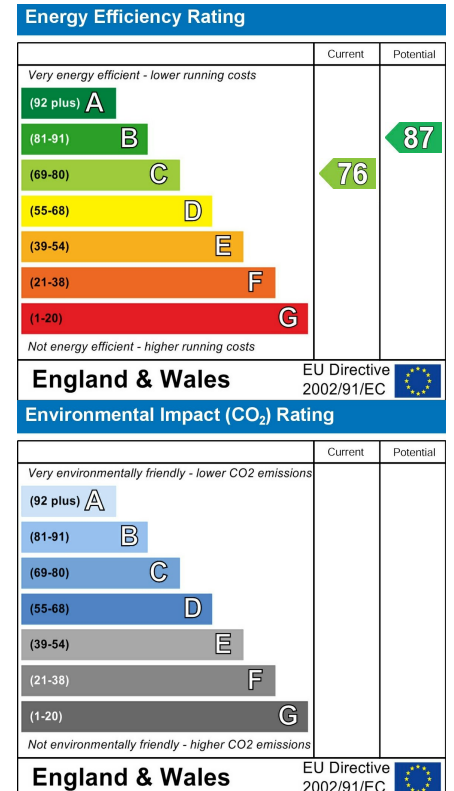 Energy Efficiency Rating
Current Potential
Very energy efficient - lower running costs
(92 plus) A
(81-91) B
87
(69-80) C
76
(55-68) D
(39-54) E
(21-38) F
(1-20) G
Not energy efficient - higher running costs
England & Wales
EU Directive
2002/91/EC
Environmental Impact (CO₂) Rating
Current Potential
Very environmentally friendly - lower CO2 emissions
(92 plus) A
(81-91) B
(69-80) C
(55-68) D
(39-54) E
(21-38) F
(1-20) G
Not environmentally friendly - higher CO2 emissions
England & Wales
EU Directive
2002/91/EC